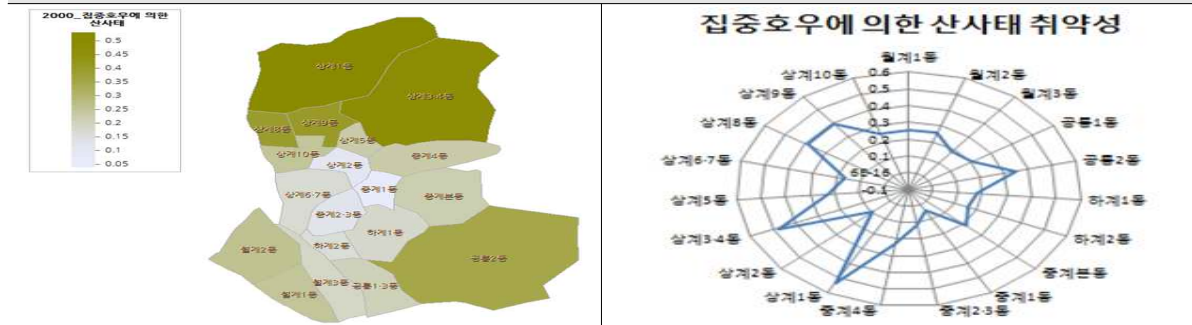 2000_집중호우에 의한
산사태
0.5
0.45
0.4
0.35
0.3
0.25
0.2
0.15
0.1
0.05
상계1동
상계3·4동
상계8동
상계9동
상계5동
상계10동
상계2동
중계4동
상계6·7동
중계1동
중계본동
중계2·3동
하계1동
월계2동
하계2동
공릉2동
월계3동
공릉1·3동
월계1동
집중호우에 의한 산사태 취약성
월계1동
월계2동
월계3동
공릉1동
공릉2동
하계1동
하계2동
중계본동
중계1동
중계2·3동
중계4동
상계1동
상계2동
상계3·4동
상계5동
상계6·7동
상계8동
상계9동
상계10동
0.6
0.5
0.4
0.3
0.2
0.1
6E-16
-0.1